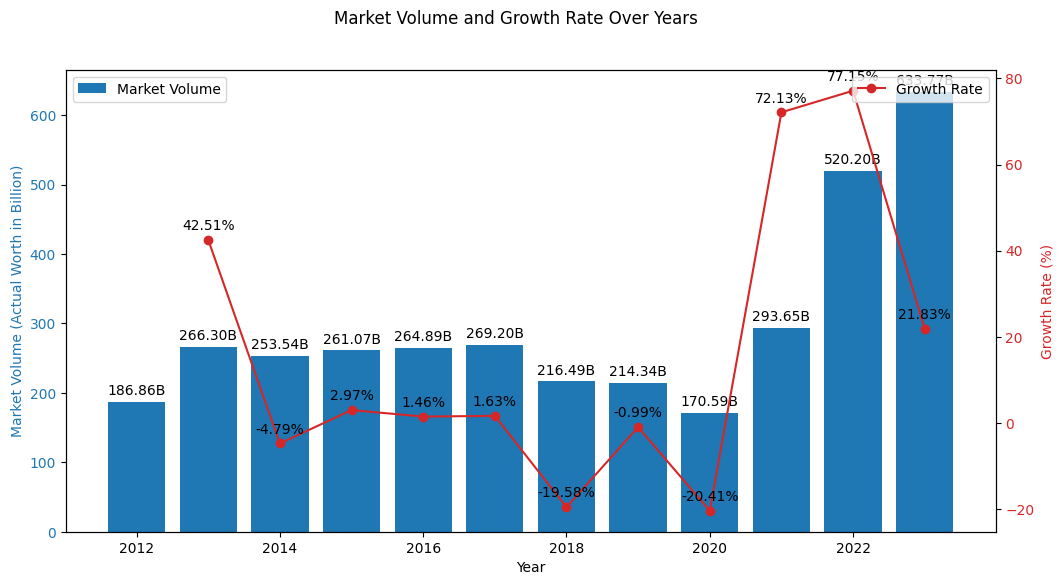 Market Volume and Growth Rate Over Years
Market Volume
Growth Rate
Market Volume (Actual Worth in Billion)
600
500
400
300
200
100
0
186.86B
266.30B
253.54B
261.07B
264.89B
269.20B
216.49B
214.34B
170.59B
293.65B
520.20B
633.77B
42.51%
-4.79%
2.97%
1.46%
1.63%
-19.58%
-0.99%
-20.41%
72.13%
77.15%
21.83%
80
60
40
20
0
−20
Growth Rate (%)
2012
2014
2016
2018
2020
2022
Year